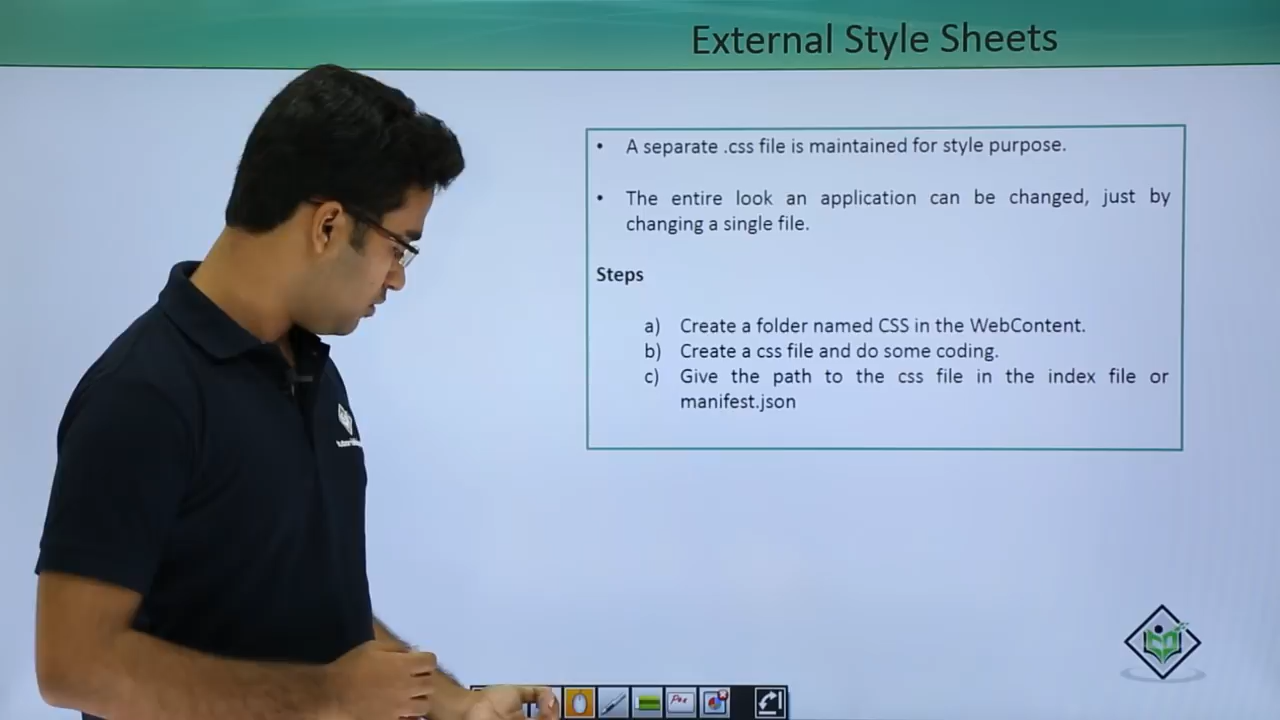 External Style Sheets
• A separate .css file is maintained for style purpose.
• The entire look an application can be changed, just by
changing a single file.
Steps
a) Create a folder named CSS in the WebContent.
b) Create a css file and do some coding.
c) Give the path to the css file in the index file or
manifest.json